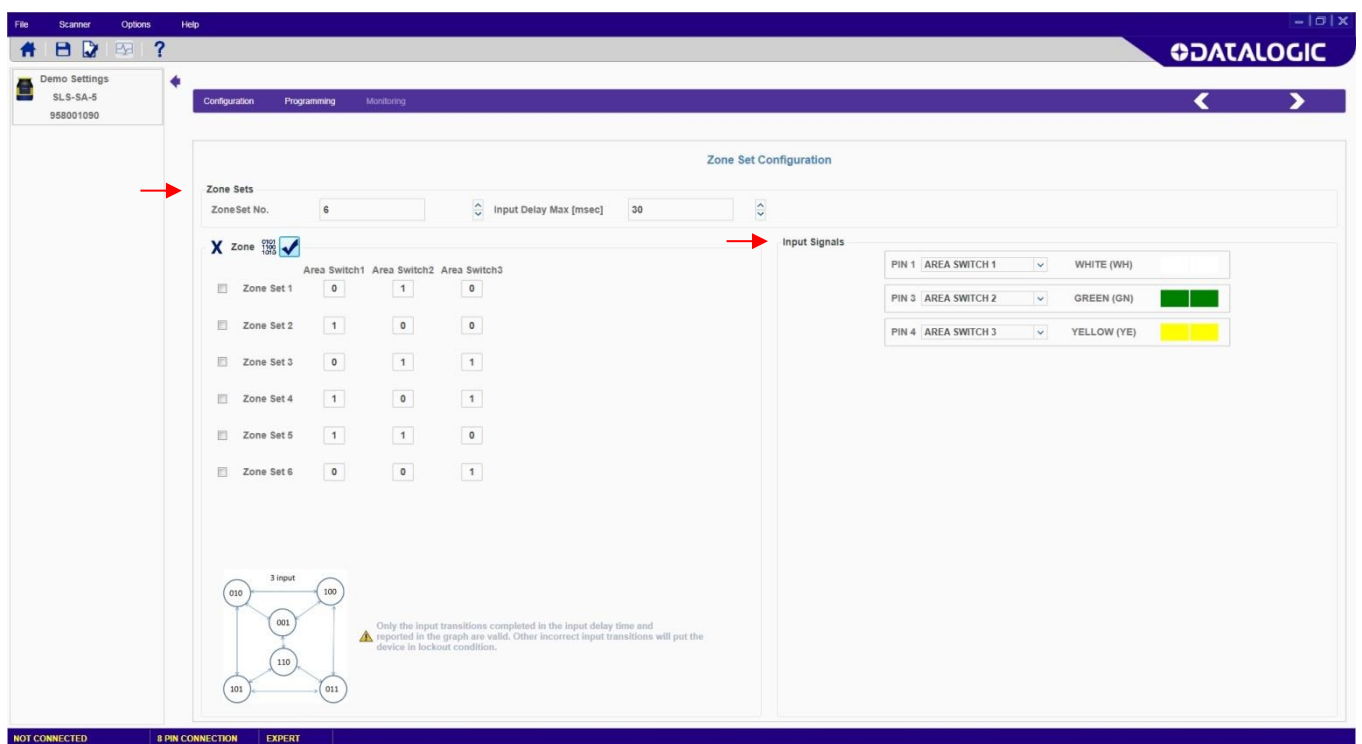 File Scanner Options Help
?
DATALOGIC
Demo Settings
SLS-SA-5
958001090
Configuration Programming Monitoring
Zone Set Configuration
Zone Sets
ZoneSet No. 6 Input Delay Max [msec] 30
X Zone 0101 1100 1010
Area Switch1 Area Switch2 Area Switch3
Zone Set 1 0 1 0
Zone Set 2 1 0 0
Zone Set 3 0 1 1
Zone Set 4 1 0 1
Zone Set 5 1 1 0
Zone Set 6 0 0 1
Input Signals
PIN 1 AREA SWITCH 1 WHITE (WH)
PIN 3 AREA SWITCH 2 GREEN (GN)
PIN 4 AREA SWITCH 3 YELLOW (YE)
3 input
010 100
001
110
101 011
Only the input transitions completed in the input delay time and
reported in the graph are valid. Other incorrect input transitions will put the
device in lockout condition.
NOT CONNECTED 8 PIN CONNECTION EXPERT